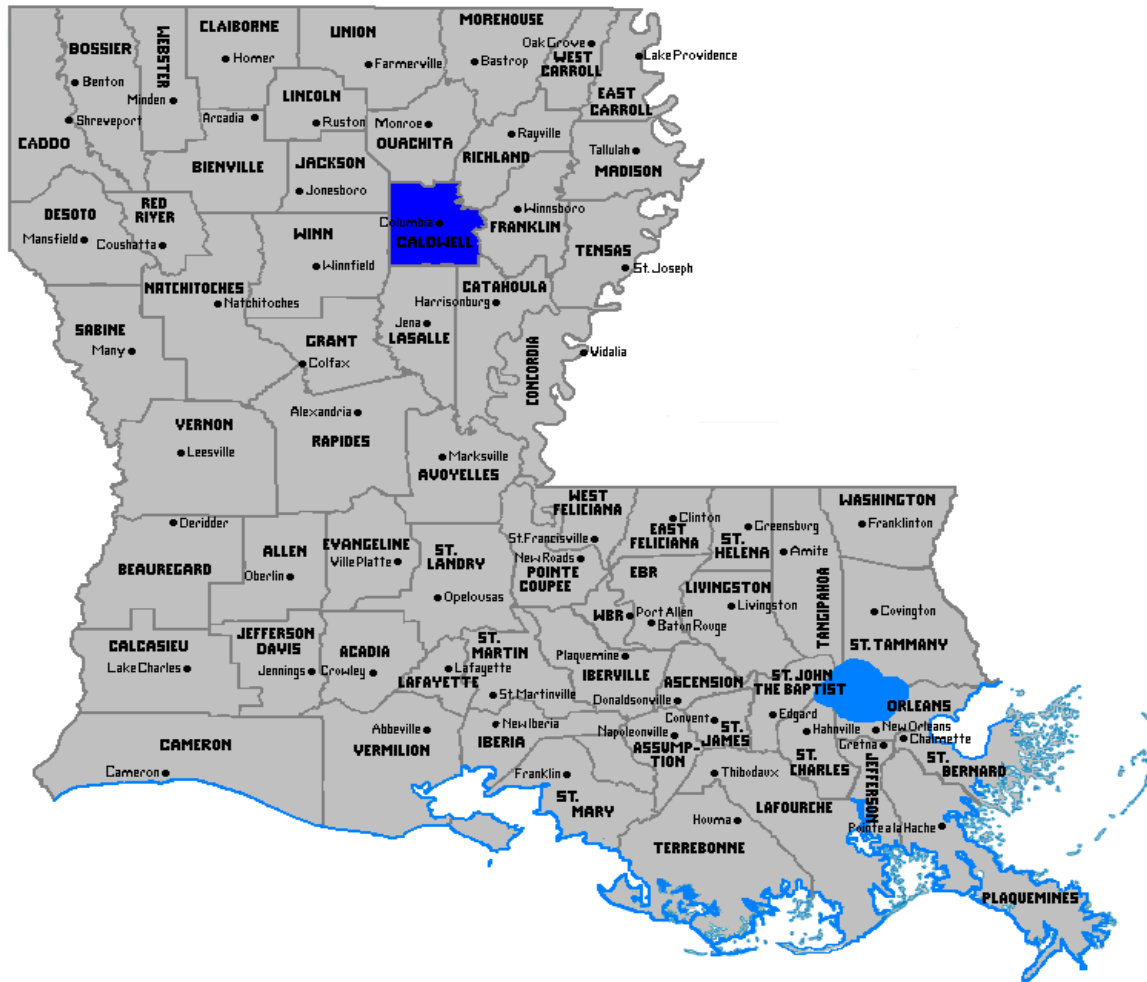 MOREHOUSE
CLAIBORNE
UNION
BOSSIER
WEBSTER
Oak Grove
WEST
CARROLL
Lake Providence
Homer
Farmerville
Bastrop
Benton
EAST
CARROLL
LINCOLN
Minden
Shreveport
Arcadia
Ruston
Monroe
OUACHITA
Rayville
CADDO
RICHLAND
Tallulah
MADISON
BIENVILLE
JACKSON
Jonesboro
DESOTO
RED
RIVER
Winnsboro
FRANKLIN
Mansfield
Coushatta
WINN
Columbia
CALDWELL
TENSAS
Winnfield
St. Joseph
NATCHITOCHES
Natchitoches
CATAHOULA
Harrisonburg
SABINE
Many
GRANT
Colfax
Jena
LASALLE
CONCORDIA
Vidalia
Alexandria
VERNON
Leesville
RAPIDES
Marksville
AVOYELLES
WEST
FELICIANA
WASHINGTON
Deridder
Clinton
EAST
FELICIANA
Greensburg
Franklinton
ALLEN
EVANGELINE
Ville Platte
ST.
LANDRY
St. Francisville
ST.
HELENA
Amite
BEAUREGARD
Oberlin
New Roads
POINTE
COUPEE
EBR
LIVINGSTON
TANGIPAHOA
Opelousas
WBR
Port Allen
Baton Rouge
Livingston
Covington
CALCASIEU
Lake Charles
JEFFERSON
DAVIS
Jennings
ACADIA
Crowley
ST.
MARTIN
Lafayette
LAFAYETTE
Plaquemine
IBERVILLE
ST. TAMMANY
St. Martinville
ASCENSION
Donaldsonville
ST. JOHN
THE BAPTIST
ORLEANS
CAMERON
Abbeville
VERMILION
New Iberia
IBERIA
Napoleonville
ASSUMP-
TION
Convent
ST.
JAMES
Edgard
Hahnville
New Orleans
Chalmette
Gretna
Cameron
Franklin
ST.
MARY
Thibodaux
ST.
CHARLES
JEFFERSON
ST.
BERNARD
LAFOURCHE
Houma
TERREBONNE
Pointe a la Hache
PLAQUEMINES